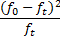 (f₀ − fₜ)²
fₜ